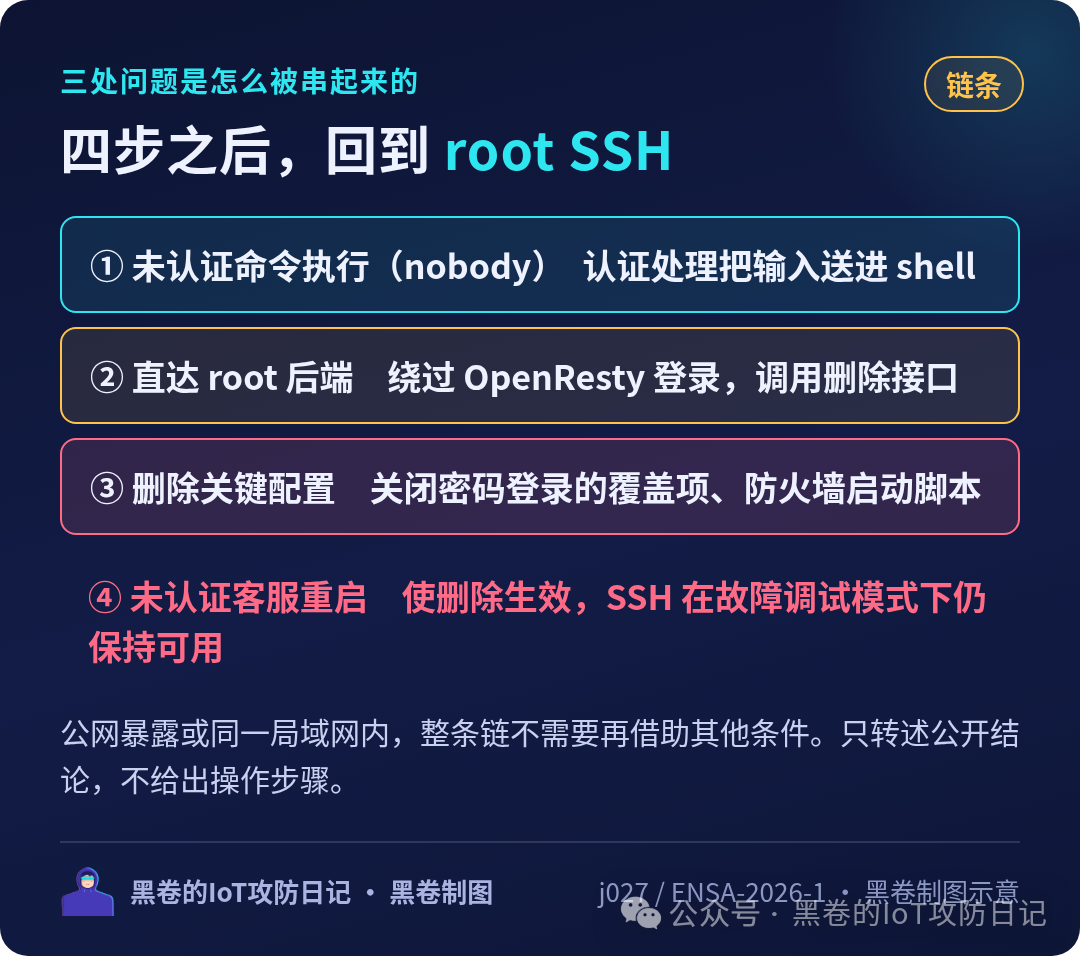 三处问题是怎么被串起来的
链条
四步之后，回到 root SSH
① 未认证命令执行（nobody） 认证处理把输入送进 shell
② 直达 root 后端 绕过 OpenResty 登录，调用删除接口
③ 删除关键配置 关闭密码登录的覆盖项、防火墙启动脚本
④ 未认证客服重启 使删除生效，SSH 在故障调试模式下仍
保持可用
公网暴露或同一局域网内，整条链不需要再借助其他条件。只转述公开结
论，不给出操作步骤。
黑卷的IoT攻防日记 · 黑卷制图
j027 / ENSA-2026-1 · 黑卷制图示意
公众号 · 黑卷的IoT攻防日记